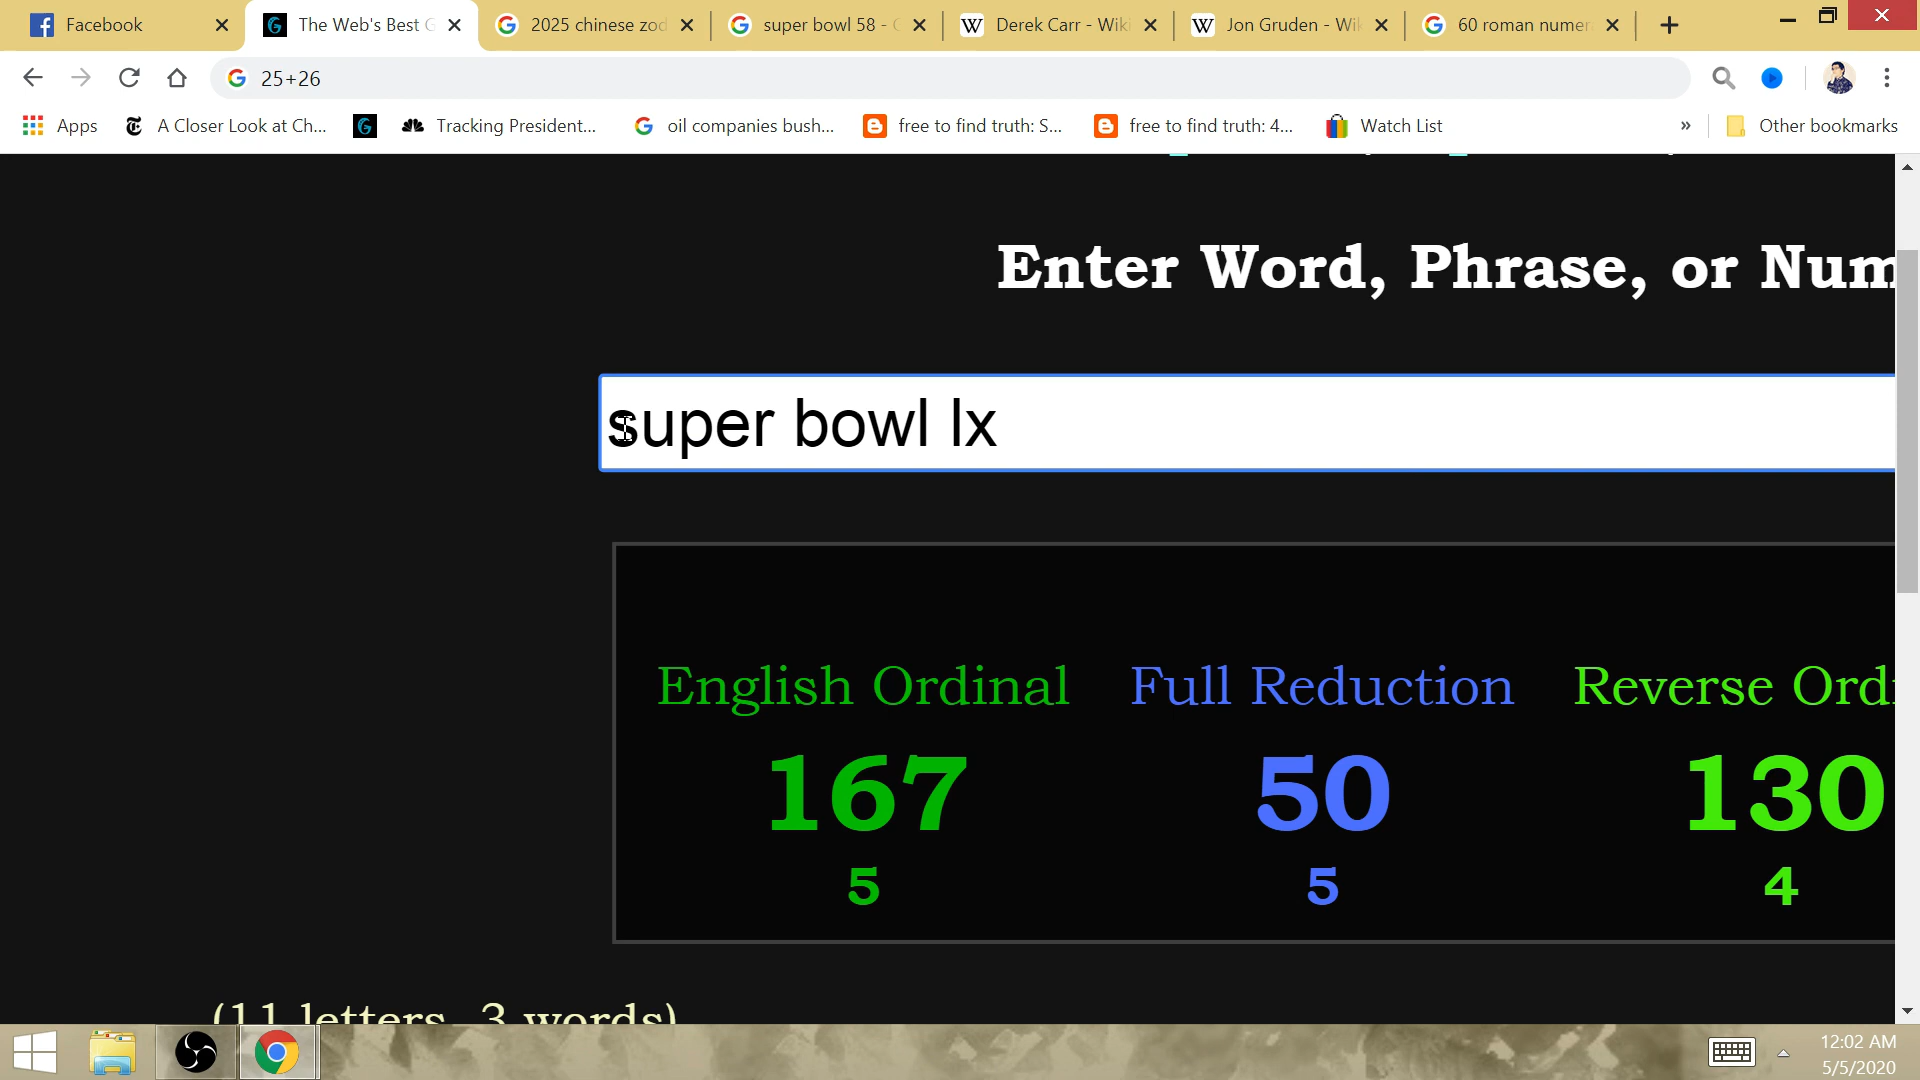 Facebook The Web's Best G 2025 chinese zod super bowl 58 - G Derek Carr - Wiki Jon Gruden - Wik 60 roman numer
25+26
Apps A Closer Look at Ch... Tracking President... oil companies bush... free to find truth: S... free to find truth: 4... Watch List » Other bookmarks
Enter Word, Phrase, or Num
super bowl lx
English Ordinal Full Reduction Reverse Ordi
167 50 130
5 5 4
(11 letters, 3 words)
12:02 AM
5/5/2020